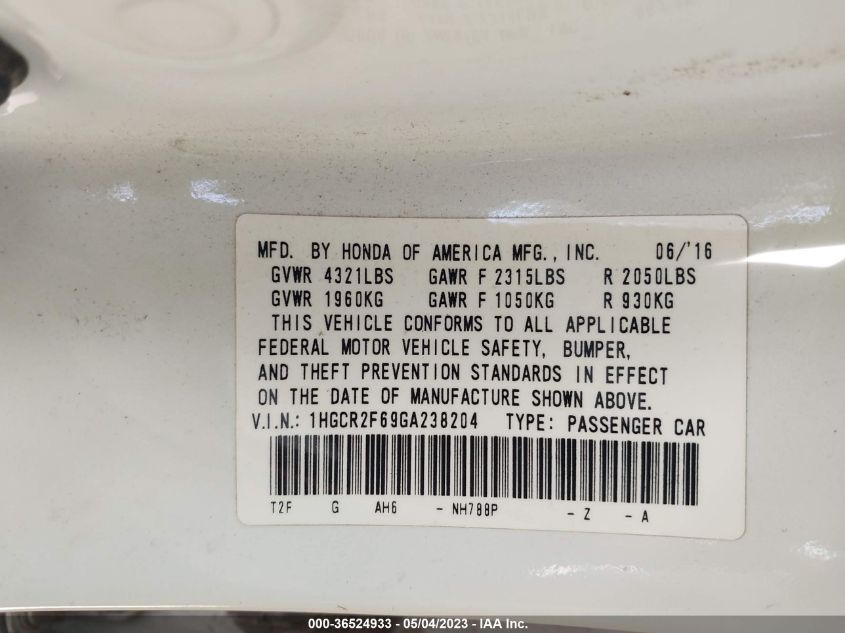 MFD. BY HONDA OF AMERICA MFG., INC. 06/'16
GVWR 4321LBS GAWR F 2315LBS R 2050LBS
GVWR 1960KG GAWR F 1050KG R 930KG
THIS VEHICLE CONFORMS TO ALL APPLICABLE
FEDERAL MOTOR VEHICLE SAFETY, BUMPER,
AND THEFT PREVENTION STANDARDS IN EFFECT
ON THE DATE OF MANUFACTURE SHOWN ABOVE.
V.I.N.: 1HGCR2F69GA238204 TYPE: PASSENGER CAR
T2F G AH6 - NH788P - Z - A
000-36524933 - 05/04/2023 - IAA Inc.